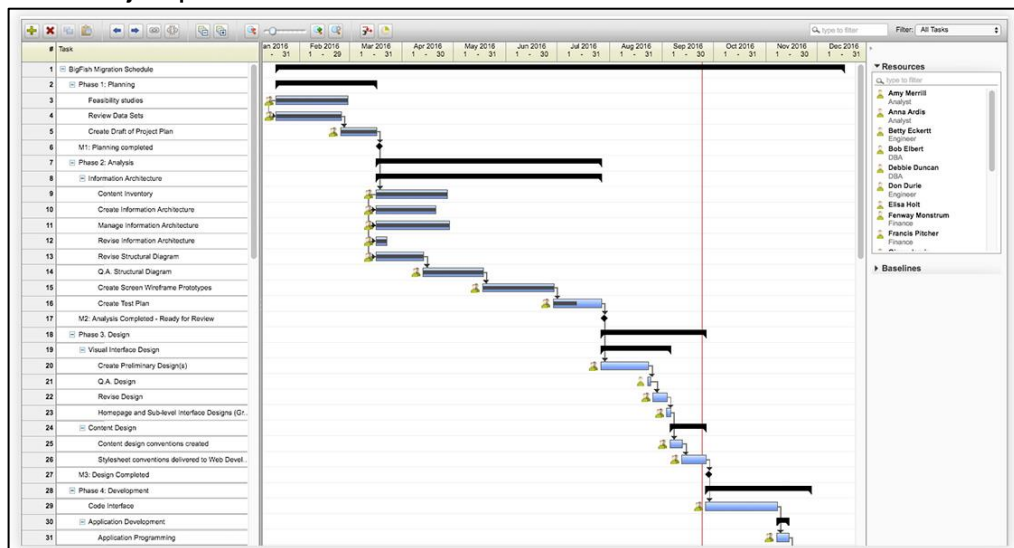 type to filter
Filter: All Tasks
# Task
an 2016 Feb 2016 Mar 2016 Apr 2016 May 2016 Jun 2016 Jul 2016 Aug 2016 Sep 2016 Oct 2016 Nov 2016 Dec 2016
1 - 31 1 - 29 1 - 31 1 - 30 1 - 31 1 - 30 1 - 31 1 - 31 1 - 30 1 - 31 1 - 30 1 - 31
1 BigFish Migration Schedule
2 Phase 1: Planning
3 Feasibility studies
4 Review Data Sets
5 Create Draft of Project Plan
6 M1: Planning completed
7 Phase 2: Analysis
8 Information Architecture
9 Content Inventory
10 Create Information Architecture
11 Manage Information Architecture
12 Revise Information Architecture
13 Revise Structural Diagram
14 Q.A. Structural Diagram
15 Create Screen Wireframe Prototypes
16 Create Test Plan
17 M2: Analysis Completed - Ready for Review
18 Phase 3. Design
19 Visual Interface Design
20 Create Preliminary Design(s)
21 Q.A. Design
22 Revise Design
23 Homepage and Sub-level Interface Designs (Gr..
24 Content Design
25 Content design conventions created
26 Stylesheet conventions delivered to Web Devel..
27 M3: Design Completed
28 Phase 4: Development
29 Code Interface
30 Application Development
31 Application Programming
Resources
type to filter
Amy Merrill
Analyst
Anna Ardis
Analyst
Betty Eckertt
Engineer
Bob Elbert
DBA
Debbie Duncan
DBA
Don Durie
Engineer
Elisa Holt
Fenway Monstrum
Finance
Francis Pitcher
Finance
Baselines